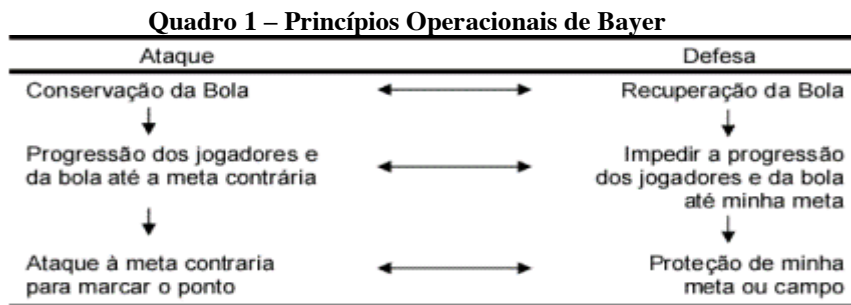 Quadro 1 – Princípios Operacionais de Bayer
Ataque Defesa
Conservação da Bola Recuperação da Bola
Progressão dos jogadores e
da bola até a meta contrária
Impedir a progressão
dos jogadores e da bola
até minha meta
Ataque à meta contraria
para marcar o ponto
Proteção de minha
meta ou campo